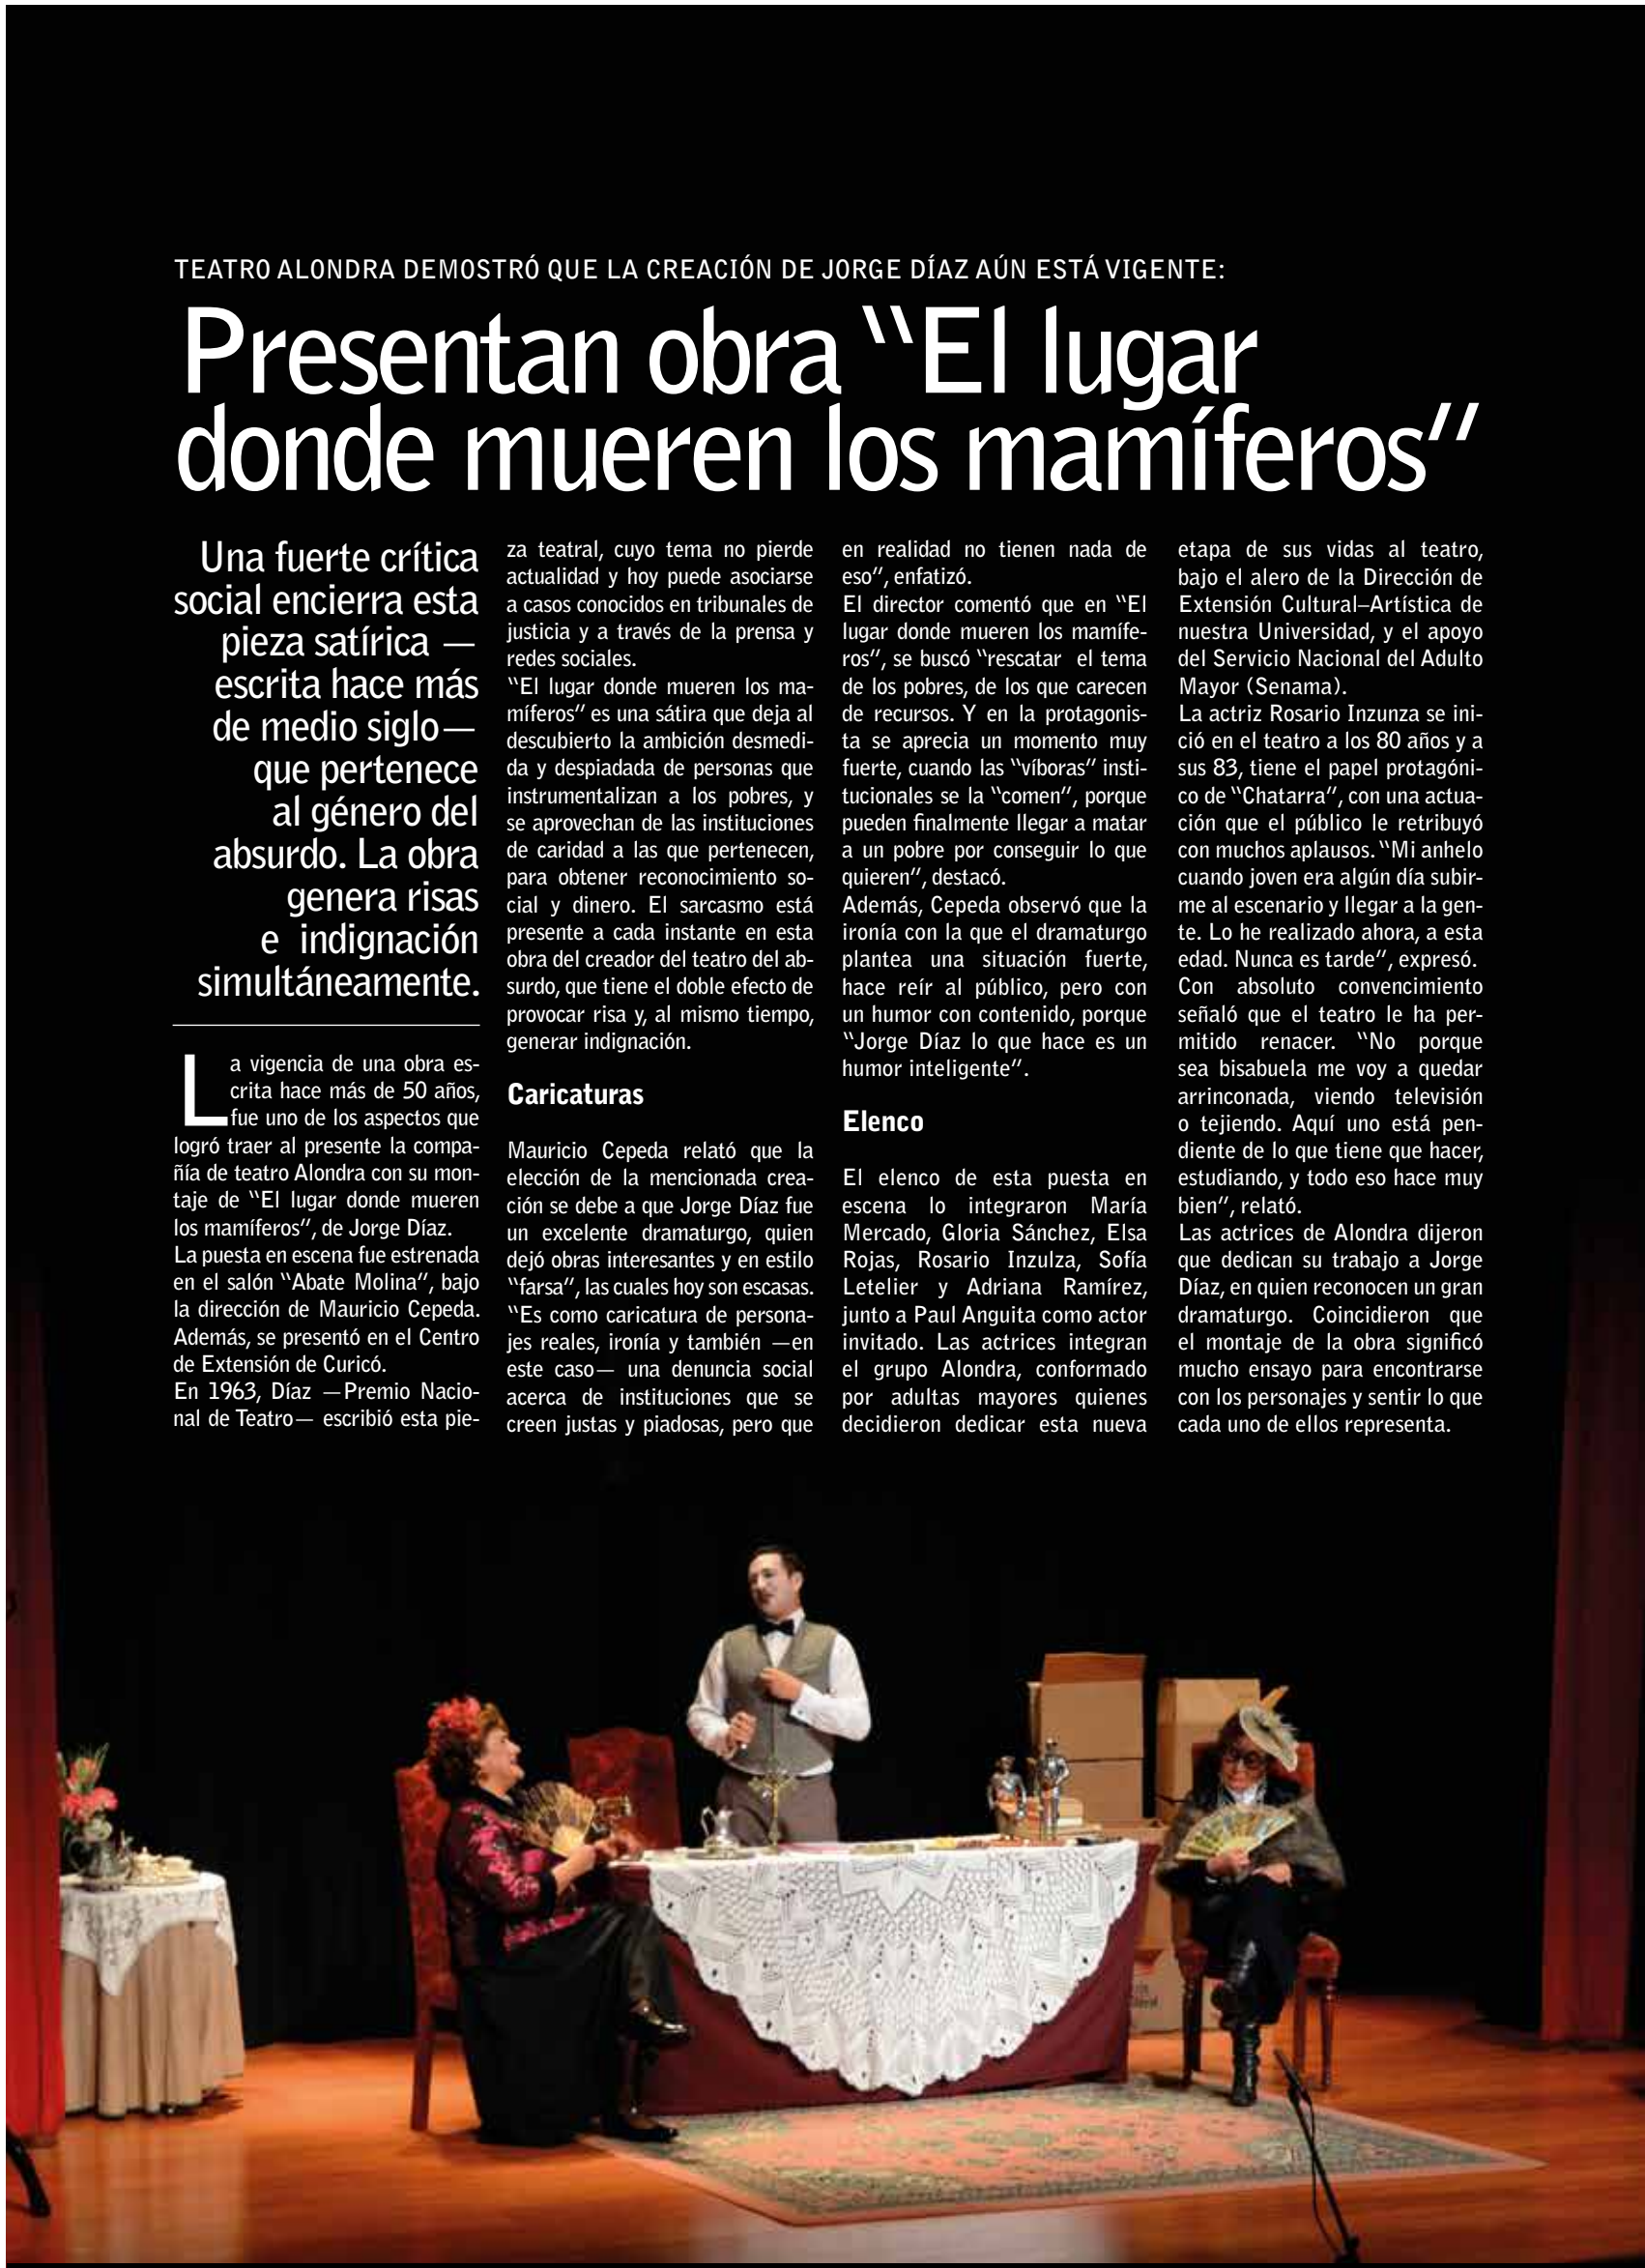 TEATRO ALONDRA DEMOSTRÓ QUE LA CREACIÓN DE JORGE DÍAZ AÚN ESTÁ VIGENTE:
Presentan obra “El lugar
donde mueren los mamíferos”
Una fuerte crítica
social encierra esta
pieza satírica —
escrita hace más
de medio siglo—
que pertenece
al género del
absurdo. La obra
genera risas
e indignación
simultáneamente.
La vigencia de una obra es-
crita hace más de 50 años,
fue uno de los aspectos que
logró traer al presente la compa-
ñía de teatro Alondra con su mon-
taje de “El lugar donde mueren
los mamíferos”, de Jorge Díaz.
La puesta en escena fue estrenada
en el salón “Abate Molina”, bajo
la dirección de Mauricio Cepeda.
Además, se presentó en el Centro
de Extensión de Curicó.
En 1963, Díaz —Premio Nacio-
nal de Teatro— escribió esta pie-
za teatral, cuyo tema no pierde
actualidad y hoy puede asociarse
a casos conocidos en tribunales de
justicia y a través de la prensa y
redes sociales.
“El lugar donde mueren los ma-
míferos” es una sátira que deja al
descubierto la ambición desmedi-
da y despiadada de personas que
instrumentalizan a los pobres, y
se aprovechan de las instituciones
de caridad a las que pertenecen,
para obtener reconocimiento so-
cial y dinero. El sarcasmo está
presente a cada instante en esta
obra del creador del teatro del ab-
surdo, que tiene el doble efecto de
provocar risa y, al mismo tiempo,
generar indignación.
Caricaturas
Mauricio Cepeda relató que la
elección de la mencionada crea-
ción se debe a que Jorge Díaz fue
un excelente dramaturgo, quien
dejó obras interesantes y en estilo
“farsa”, las cuales hoy son escasas.
“Es como caricatura de persona-
jes reales, ironía y también —en
este caso— una denuncia social
acerca de instituciones que se
creen justas y piadosas, pero que
en realidad no tienen nada de
eso”, enfatizó.
El director comentó que en “El
lugar donde mueren los mamífe-
ros”, se buscó “rescatar el tema
de los pobres, de los que carecen
de recursos. Y en la protagonis-
ta se aprecia un momento muy
fuerte, cuando las “víboras” insti-
tucionales se la “comen”, porque
pueden finalmente llegar a matar
a un pobre por conseguir lo que
quieren”, destacó.
Además, Cepeda observó que la
ironía con la que el dramaturgo
plantea una situación fuerte,
hace reír al público, pero con
un humor con contenido, porque
“Jorge Díaz lo que hace es un
humor inteligente”.
Elenco
El elenco de esta puesta en
escena lo integraron María
Mercado, Gloria Sánchez, Elsa
Rojas, Rosario Inzulza, Sofía
Letelier y Adriana Ramírez,
junto a Paul Anguita como actor
invitado. Las actrices integran
el grupo Alondra, conformado
por adultas mayores quienes
decidieron dedicar esta nueva
etapa de sus vidas al teatro,
bajo el alero de la Dirección de
Extensión Cultural–Artística de
nuestra Universidad, y el apoyo
del Servicio Nacional del Adulto
Mayor (Senama).
La actriz Rosario Inzunza se ini-
ció en el teatro a los 80 años y a
sus 83, tiene el papel protagóni-
co de “Chatarra”, con una actua-
ción que el público le retribuyó
con muchos aplausos. “Mi anhelo
cuando joven era algún día subir-
me al escenario y llegar a la gen-
te. Lo he realizado ahora, a esta
edad. Nunca es tarde”, expresó.
Con absoluto convencimiento
señaló que el teatro le ha per-
mitido renacer. “No porque
sea bisabuela me voy a quedar
arrinconada, viendo televisión
o tejiendo. Aquí uno está pen-
diente de lo que tiene que hacer,
estudiando, y todo eso hace muy
bien”, relató.
Las actrices de Alondra dijeron
que dedican su trabajo a Jorge
Díaz, en quien reconocen un gran
dramaturgo. Coincidieron que
el montaje de la obra significó
mucho ensayo para encontrarse
con los personajes y sentir lo que
cada uno de ellos representa.